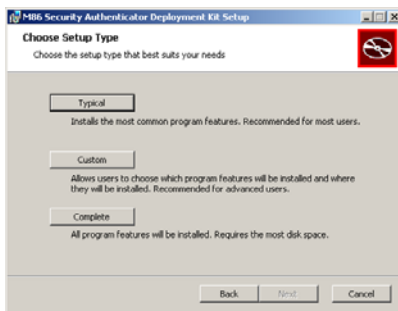 M86 Security Authenticator Deployment Kit Setup
Choose Setup Type
Choose the setup type that best suits your needs
Typical
Installs the most common program features. Recommended for most users.
Custom
Allows users to choose which program features will be installed and where
they will be installed. Recommended for advanced users.
Complete
All program features will be installed. Requires the most disk space.
Back Next Cancel